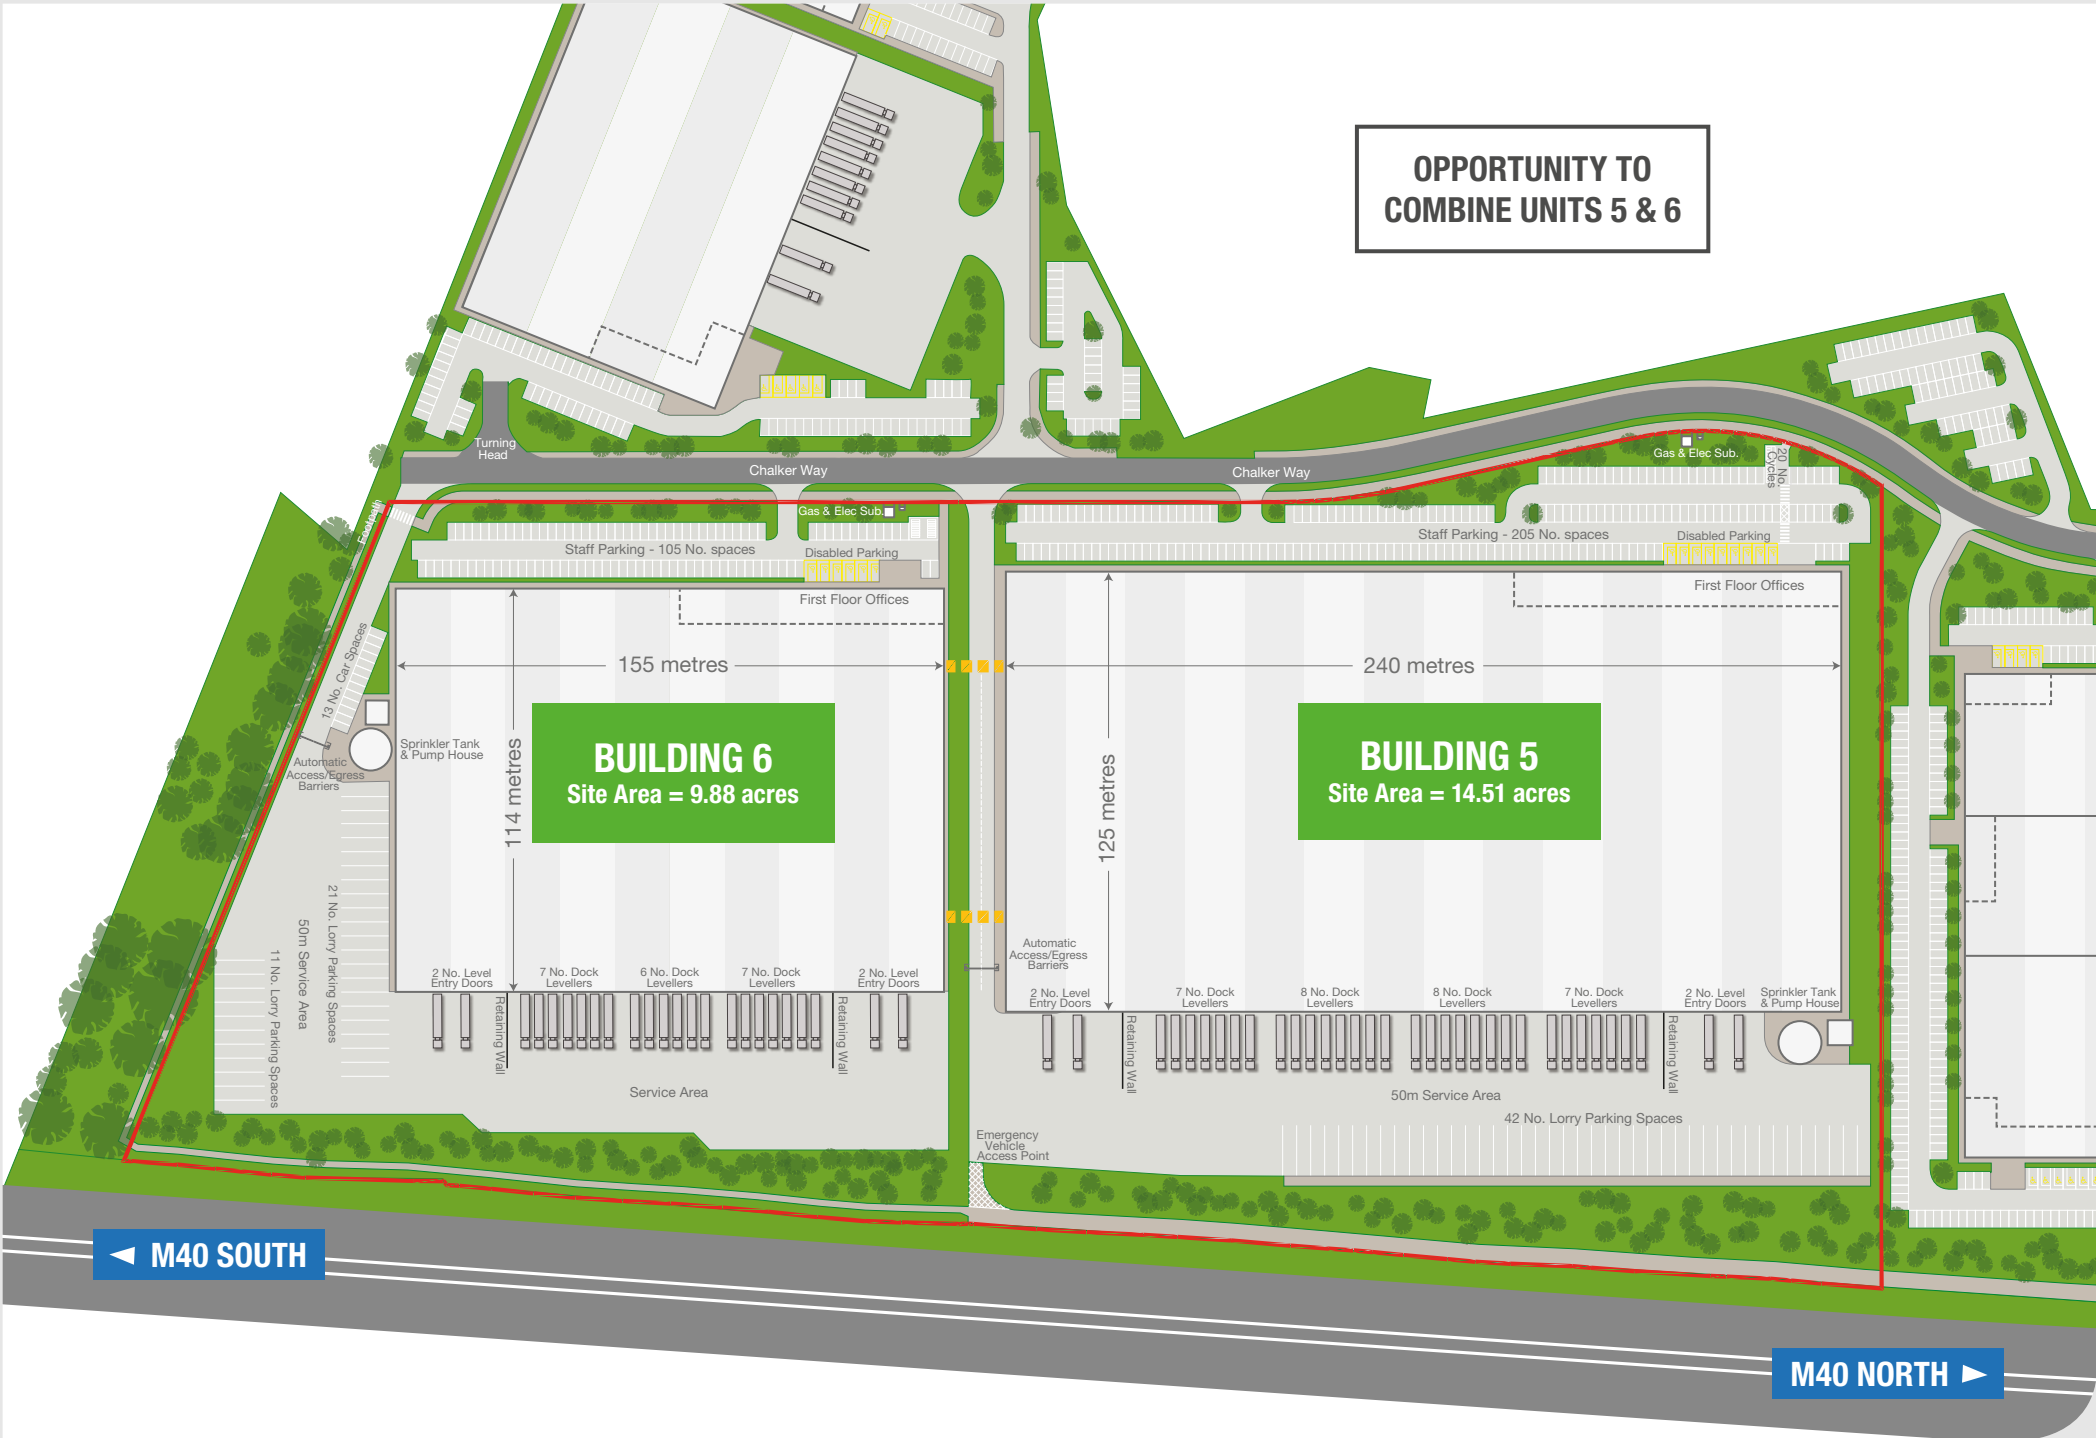 OPPORTUNITY TO
COMBINE UNITS 5 & 6
Turning
Head
Chalker Way
Chalker Way
Gas & Elec Sub.
20 No.
Cycles
Footpath
Gas & Elec Sub.
Staff Parking - 105 No. spaces
Disabled Parking
Staff Parking - 205 No. spaces
Disabled Parking
First Floor Offices
First Floor Offices
13 No. Car Spaces
155 metres
240 metres
114 metres
125 metres
BUILDING 6
Site Area = 9.88 acres
BUILDING 5
Site Area = 14.51 acres
Sprinkler Tank
& Pump House
Automatic
Access/Egress
Barriers
21 No. Lorry Parking Spaces
50m Service Area
11 No. Lorry Parking Spaces
2 No. Level
Entry Doors
7 No. Dock
Levellers
6 No. Dock
Levellers
7 No. Dock
Levellers
2 No. Level
Entry Doors
Retaining Wall
Retaining Wall
Service Area
Automatic
Access/Egress
Barriers
2 No. Level
Entry Doors
7 No. Dock
Levellers
8 No. Dock
Levellers
8 No. Dock
Levellers
7 No. Dock
Levellers
2 No. Level
Entry Doors
Sprinkler Tank
& Pump House
Retaining Wall
Retaining Wall
50m Service Area
42 No. Lorry Parking Spaces
Emergency
Vehicle
Access Point
M40 SOUTH
M40 NORTH